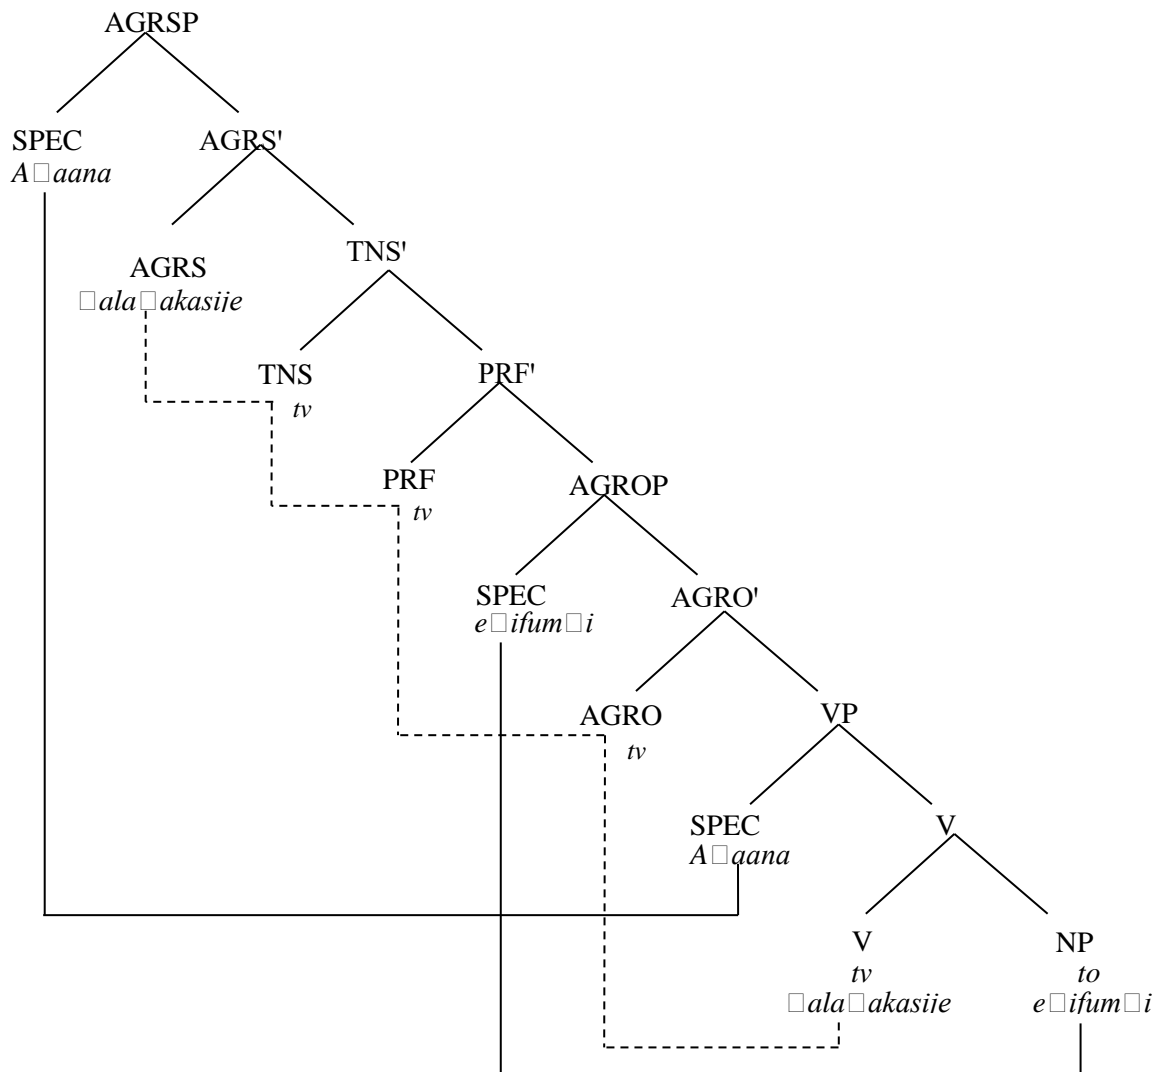 AGRSP
SPEC AGRS'
A□aana
AGRS TNS'
□ala□akasije
TNS PRF'
tv
PRF AGROP
tv
SPEC AGRO'
e□ifum□i
AGRO VP
tv
SPEC V
A□aana
V NP
tv to
□ala□akasije e□ifum□i